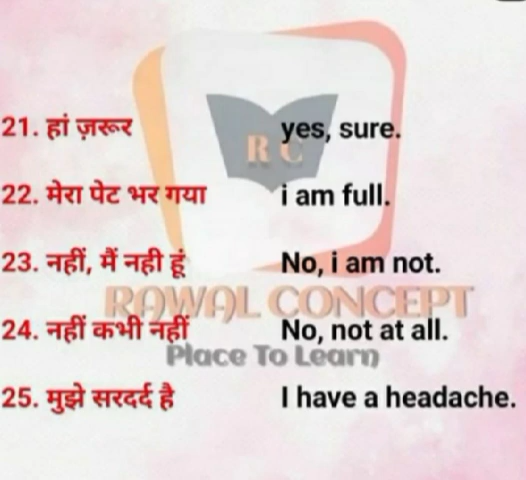 21. हां ज़रूर yes, sure.
R C
22. मेरा पेट भर गया i am full.
23. नहीं, मैं नही हूं No, i am not.
RAWAL CONCEPT
24. नहीं कभी नहीं No, not at all.
Place To Learn
25. मुझे सरदर्द है I have a headache.